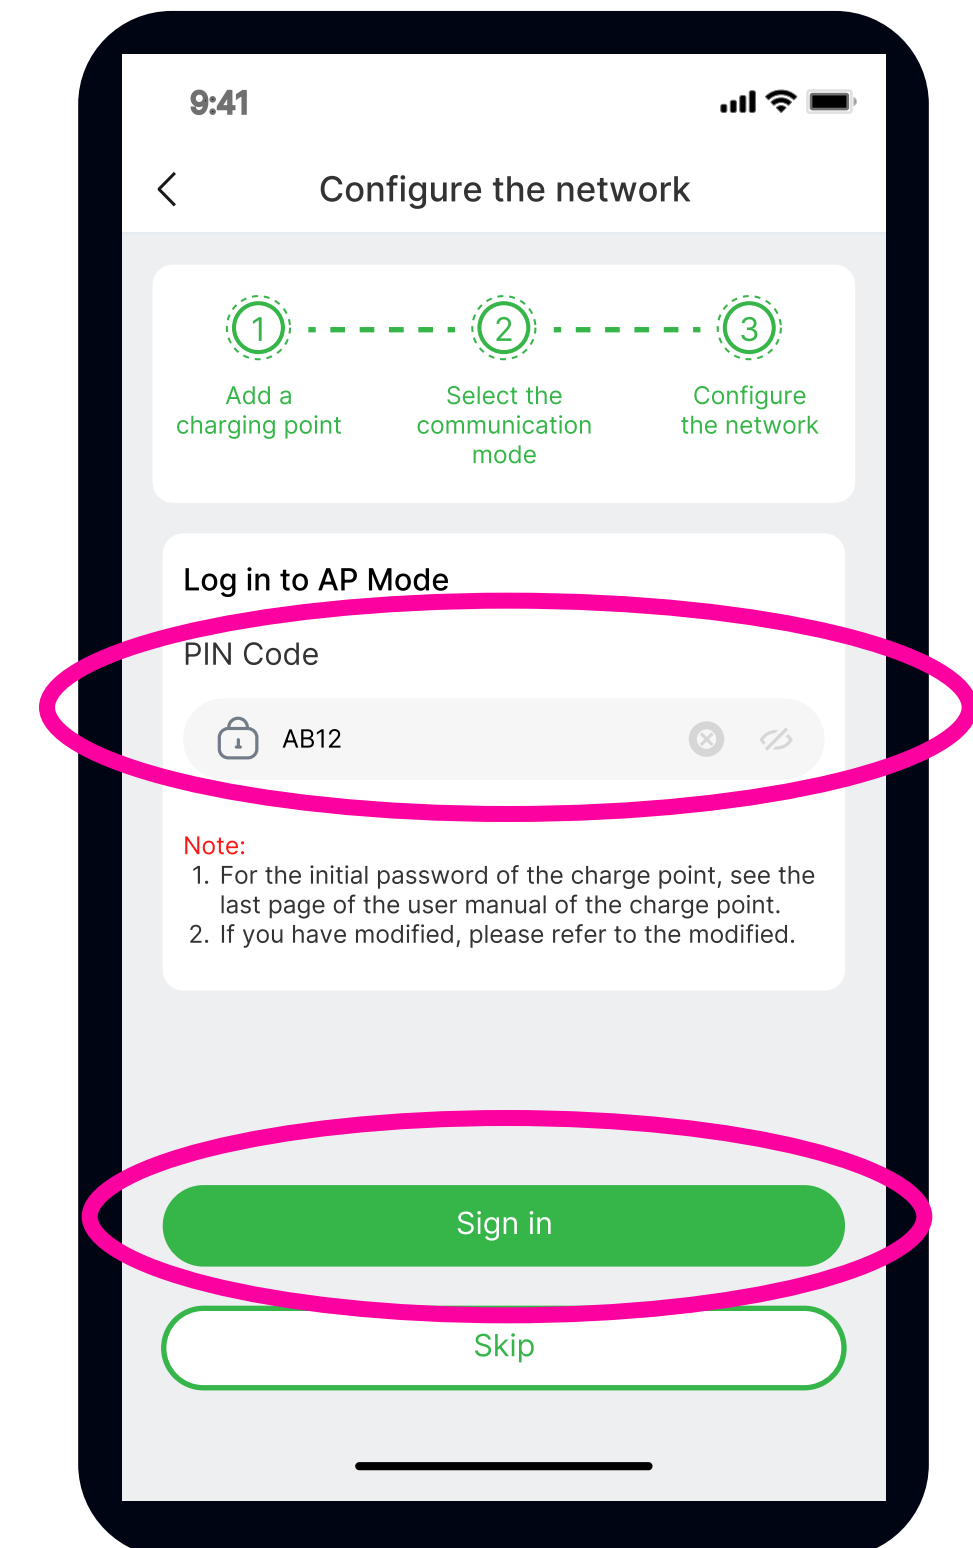 9:41
Configure the network
1 2 3
Add a charging point
Select the communication mode
Configure the network
Log in to AP Mode
PIN Code
AB12
Note:
1. For the initial password of the charge point, see the
last page of the user manual of the charge point.
2. If you have modified, please refer to the modified.
Sign in
Skip